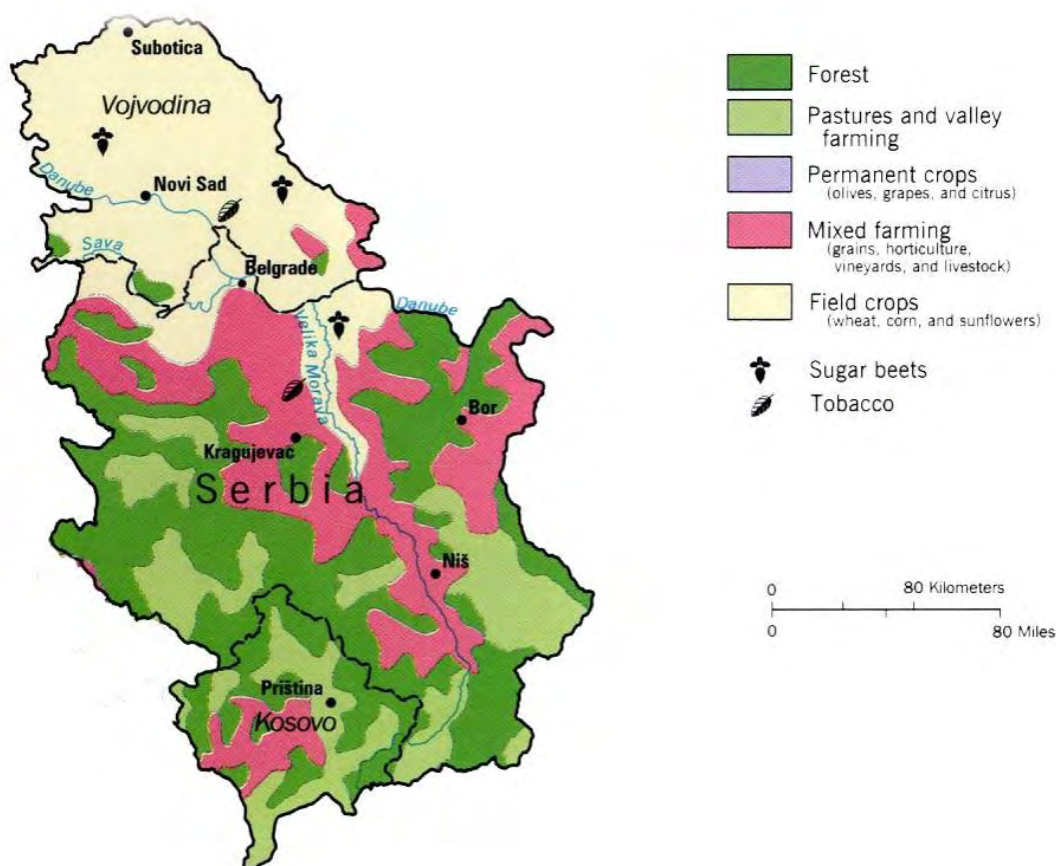 Subotica
Vojvodina
Danube
Novi Sad
Sava
Belgrade
Danube
Velika Morava
Bor
Kragujevac
Serbia
Niš
Priština
Kosovo
Forest
Pastures and valley
farming
Permanent crops
(olives, grapes, and citrus)
Mixed farming
(grains, horticulture,
vineyards, and livestock)
Field crops
(wheat, corn, and sunflowers)
Sugar beets
Tobacco
0 80 Kilometers
0 80 Miles